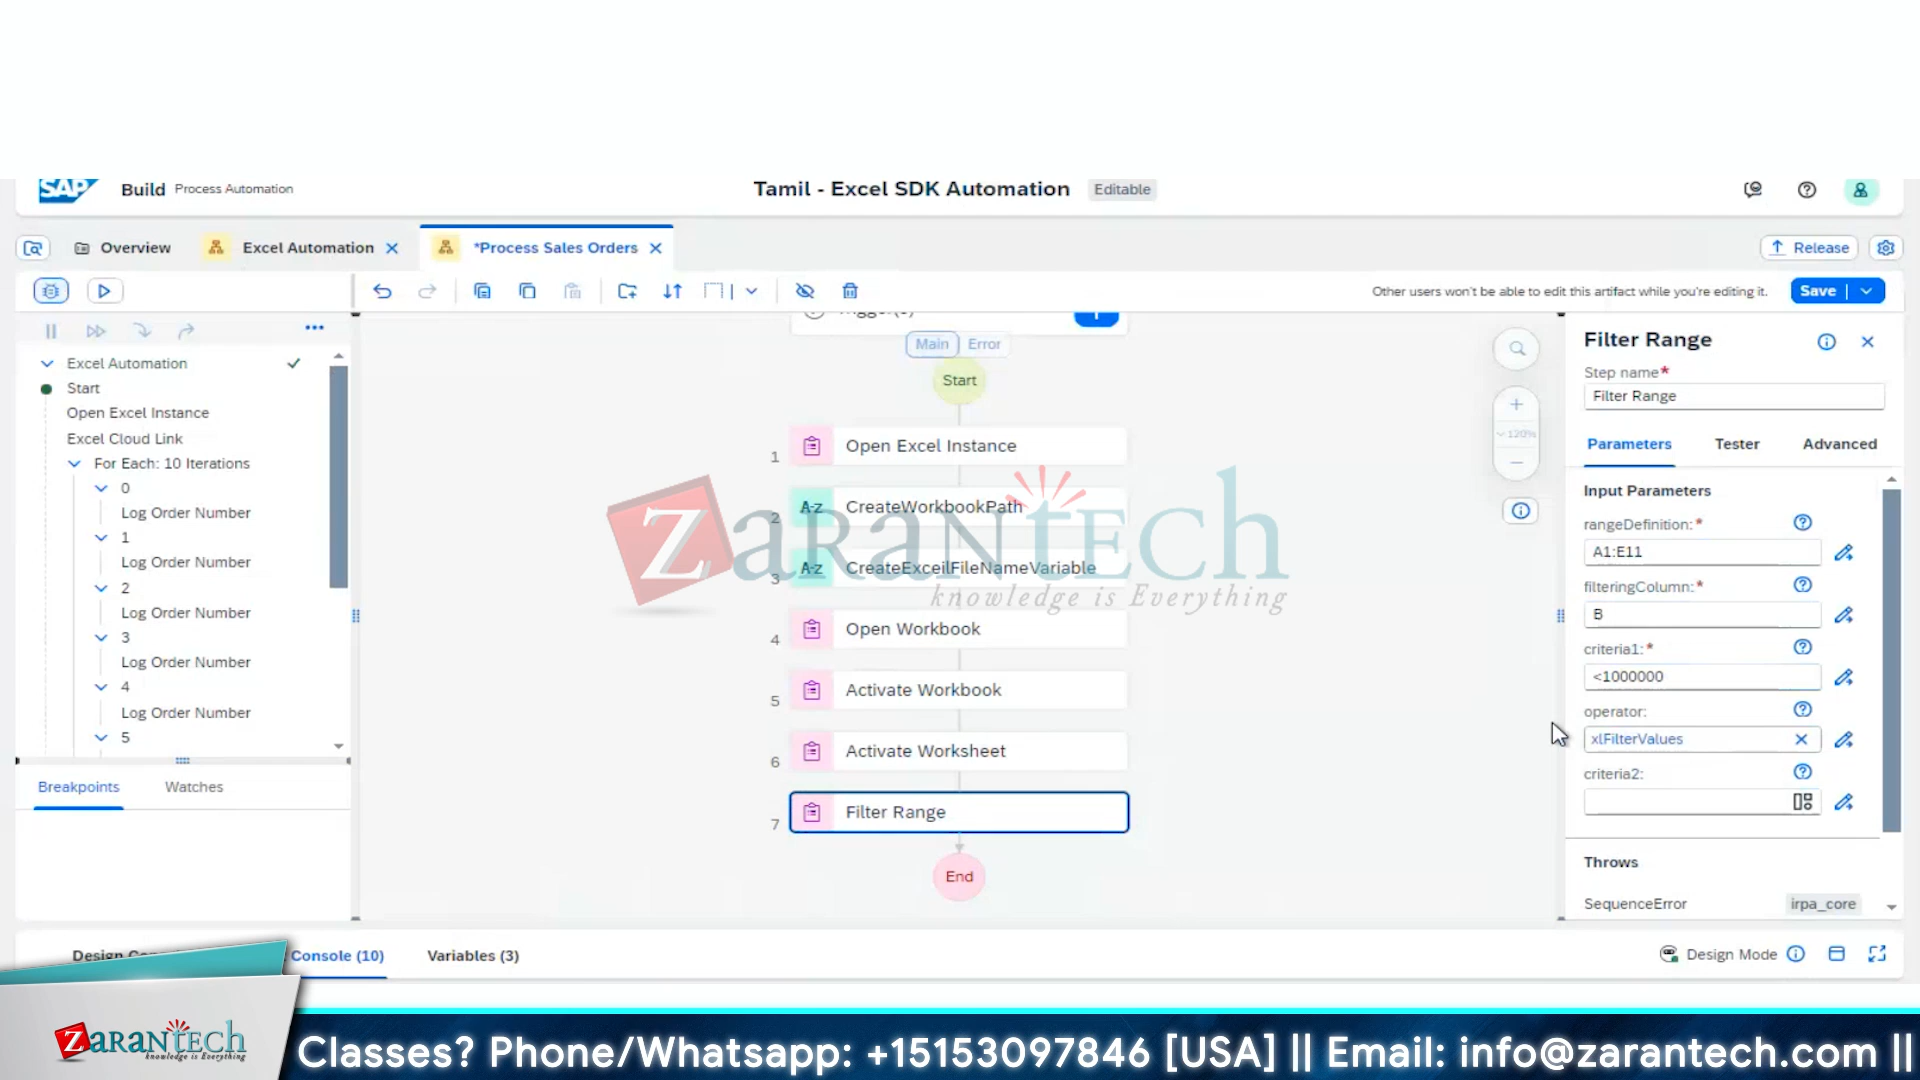 SAP Build Process Automation
Tamil - Excel SDK Automation Editable
Overview
Excel Automation
*Process Sales Orders
Release
Other users won't be able to edit this artifact while you're editing it.
Save
Excel Automation
Start
Open Excel Instance
Excel Cloud Link
For Each: 10 Iterations
0
Log Order Number
1
Log Order Number
2
Log Order Number
3
Log Order Number
4
Log Order Number
5
Breakpoints
Watches
Main
Error
Start
1
Open Excel Instance
2
A-z
CreateWorkbookPath
3
A-z
CreateExceilFileNameVariable
4
Open Workbook
5
Activate Workbook
6
Activate Worksheet
7
Filter Range
End
120%
ZaranTech
knowledge is Everything
Filter Range
Step name*
Filter Range
Parameters
Tester
Advanced
Input Parameters
rangeDefinition: *
A1:E11
filteringColumn: *
B
criteria1: *
<1000000
operator:
xlFilterValues
criteria2:
Throws
SequenceError
irpa_core
Design
Console (10)
Variables (3)
Design Mode
ZaranTech
knowledge is Everything
Classes? Phone/Whatsapp: +15153097846 [USA] || Email: info@zarantech.com ||